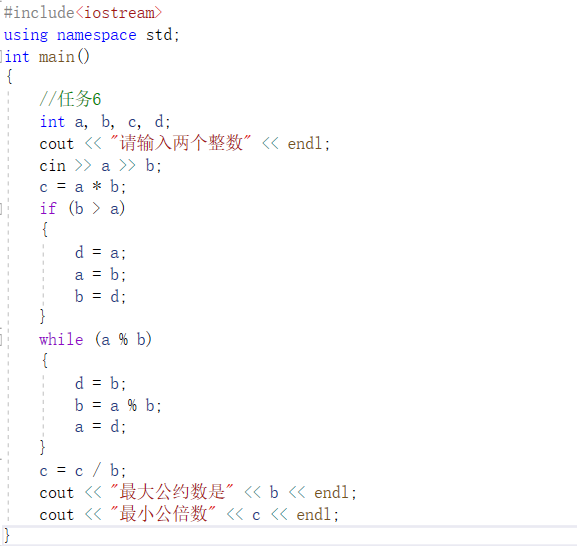 #include<iostream>
using namespace std;
int main()
{
//任务6
int a, b, c, d;
cout << "请输入两个整数" << endl;
cin >> a >> b;
c = a * b;
if (b > a)
{
d = a;
a = b;
b = d;
}
while (a % b)
{
d = b;
b = a % b;
a = d;
}
c = c / b;
cout << "最大公约数是" << b << endl;
cout << "最小公倍数" << c << endl;
}